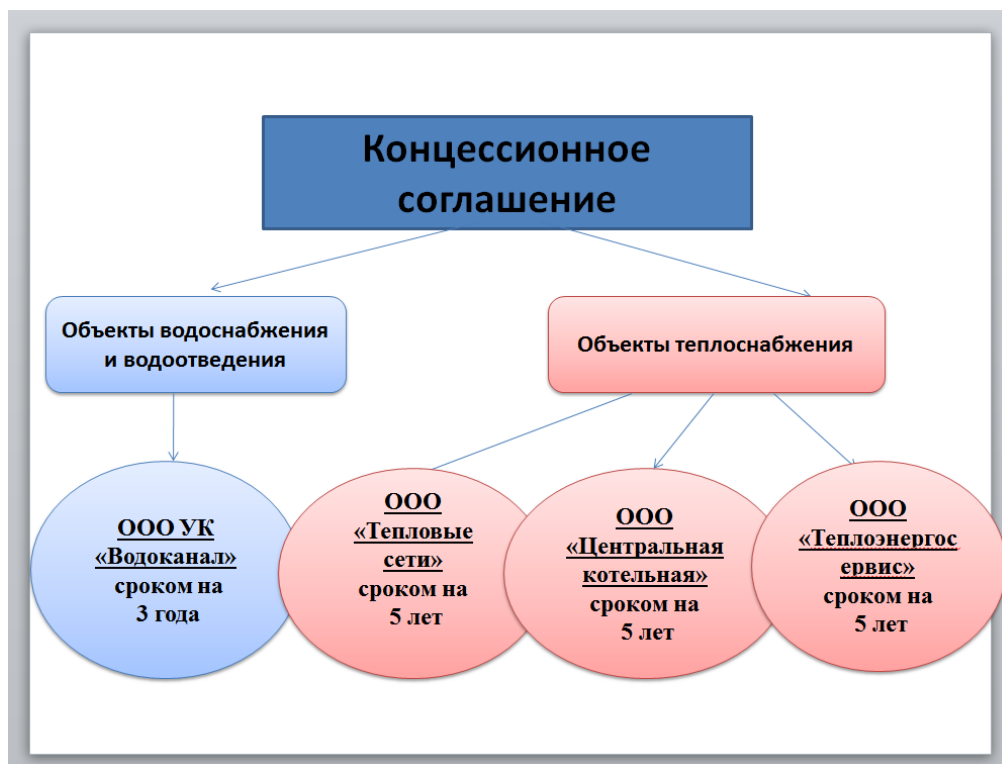 Концессионное
соглашение
Объекты водоснабжения
и водоотведения
Объекты теплоснабжения
ООО УК
«Водоканал»
сроком на
3 года
ООО
«Тепловые
сети»
сроком на
5 лет
ООО
«Центральная
котельная»
сроком на
5 лет
ООО
«Теплоэнергос
ервис»
сроком на
5 лет